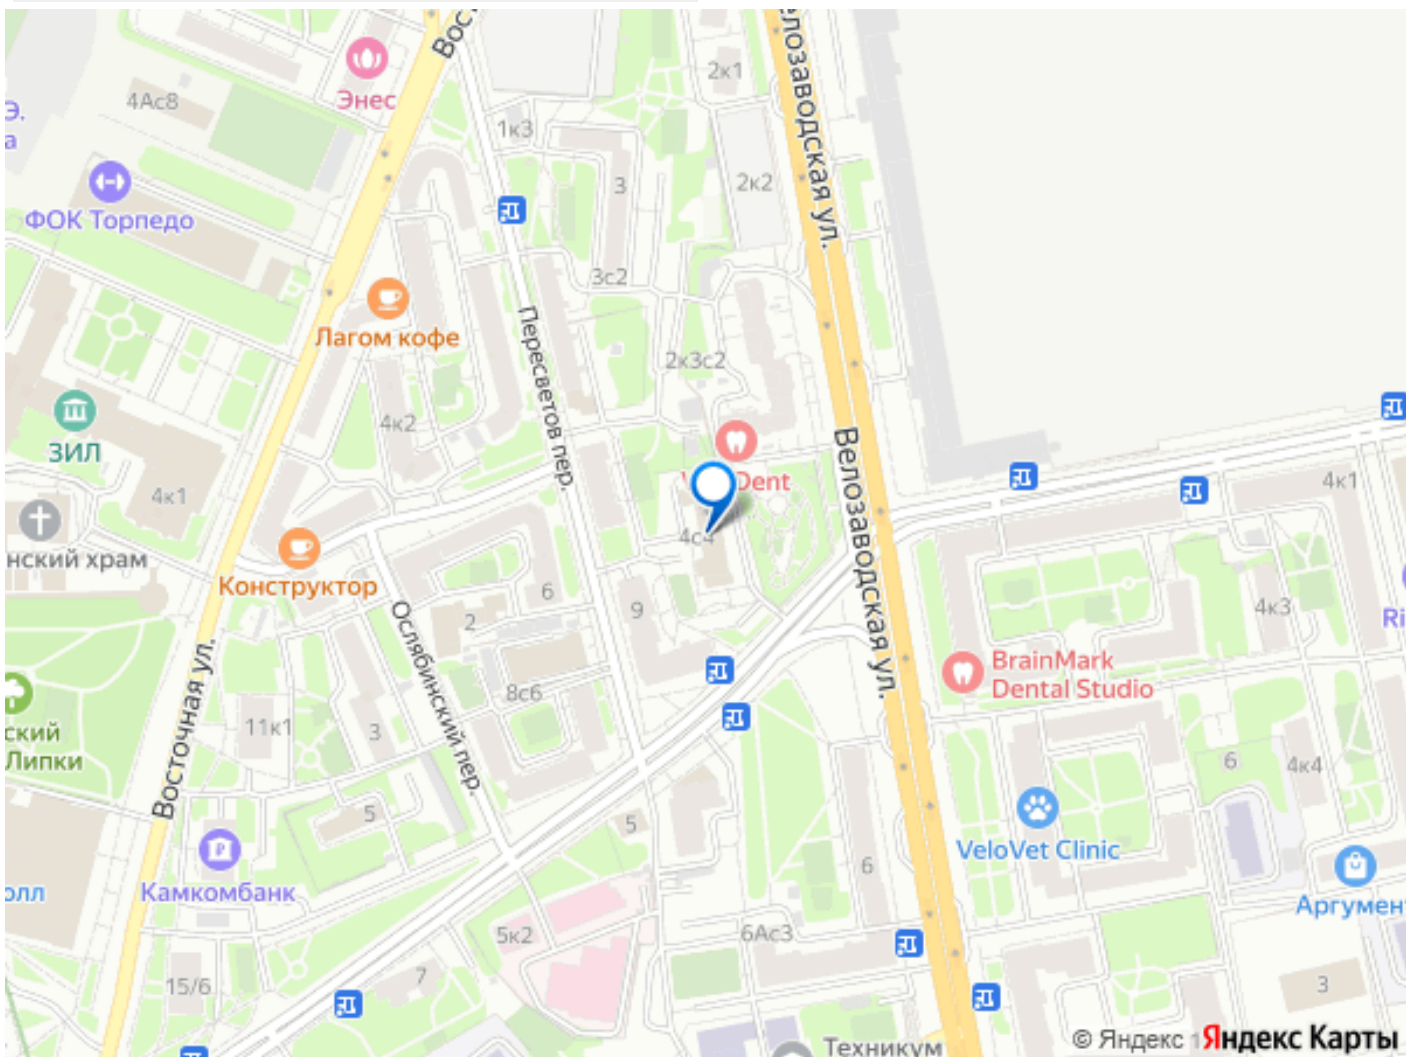 Энес
4Ас8
Э.
а
2к1
Велозаводская ул.
1к3
3
2к2
ФОК Торпедо
3с2
Лагом кофе
Пересветов пер.
2к3с2
4к2
ЗИЛ
4к1
Dent
Велозаводская ул.
4к1
4с4
нский храм
Конструктор
6
2
9
Ослябинский пер.
4к3
Ri
BrainMark
Dental Studio
8с6
Восточная ул.
11к1
3
ский
Липки
6
4к4
5
5
VeloVet Clinic
Камкомбанк
олл
6
Аргумен
5к2
6Ас3
7
15/6
3
Техникум
© Яндекс
Яндекс Карты